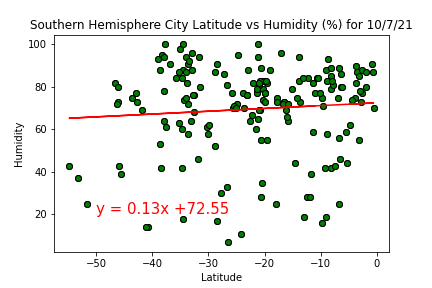 Southern Hemisphere City Latitude vs Humidity (%) for 10/7/21
100
80
60
40
20
Humidity
y = 0.13x +72.55
−50
−40
−30
−20
−10
0
Latitude